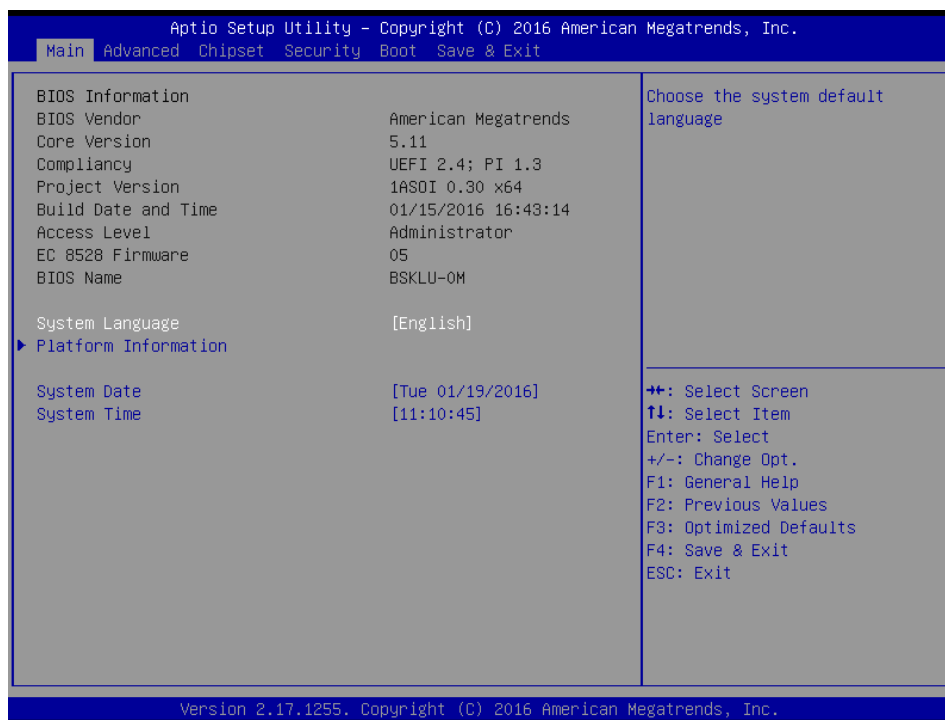 Aptio Setup Utility – Copyright (C) 2016 American Megatrends, Inc.
Main Advanced Chipset Security Boot Save & Exit
BIOS Information
BIOS Vendor American Megatrends
Core Version 5.11
Compliancy UEFI 2.4; PI 1.3
Project Version 1ASOI 0.30 x64
Build Date and Time 01/15/2016 16:43:14
Access Level Administrator
EC 8528 Firmware 05
BIOS Name BSKLU-0M
System Language [English]
Platform Information
System Date [Tue 01/19/2016]
System Time [11:10:45]
Choose the system default
language
→←: Select Screen
↑↓: Select Item
Enter: Select
+/-: Change Opt.
F1: General Help
F2: Previous Values
F3: Optimized Defaults
F4: Save & Exit
ESC: Exit
Version 2.17.1255. Copyright (C) 2016 American Megatrends, Inc.